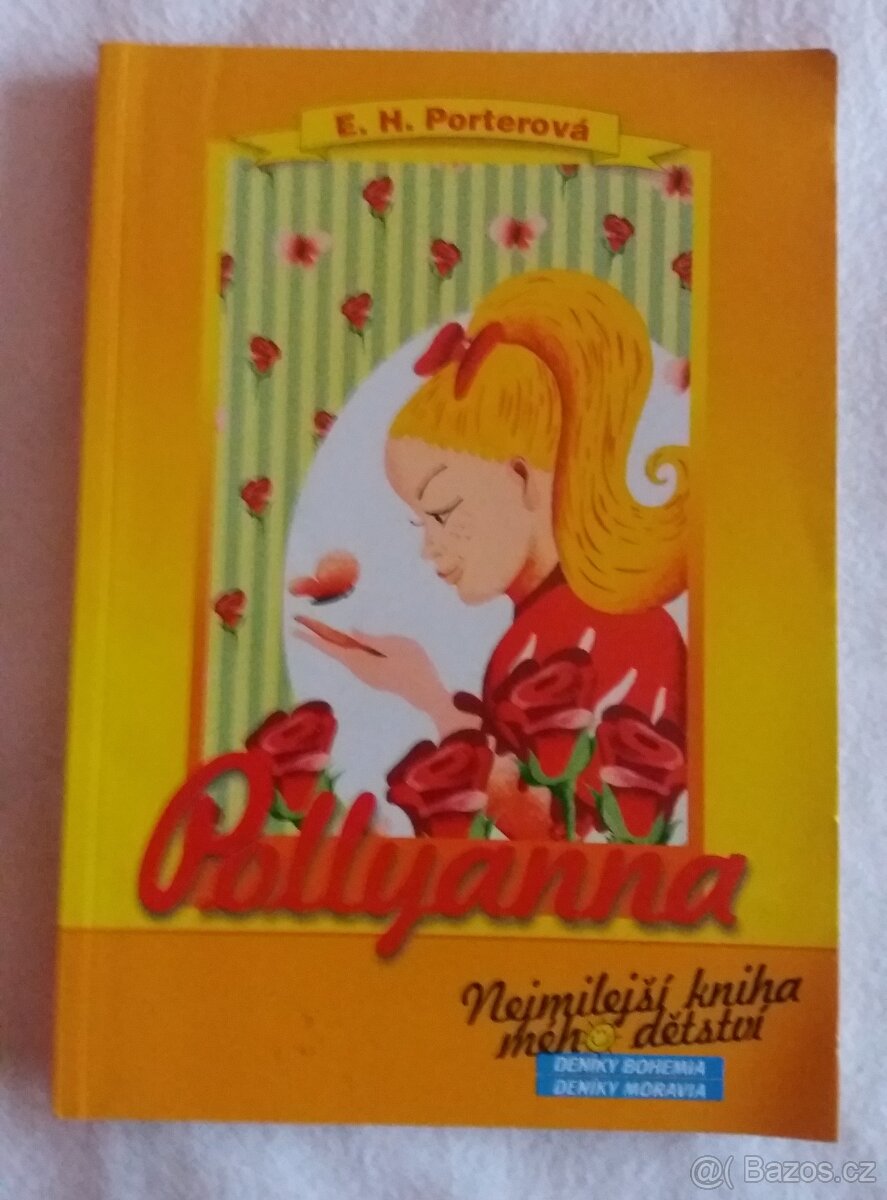 E. H. Porterová
Pollyanna
Nejmilejší kniha
mého dětství
DENÍKY BOHEMIA
DENÍKY MORAVIA
@( Bazos.cz